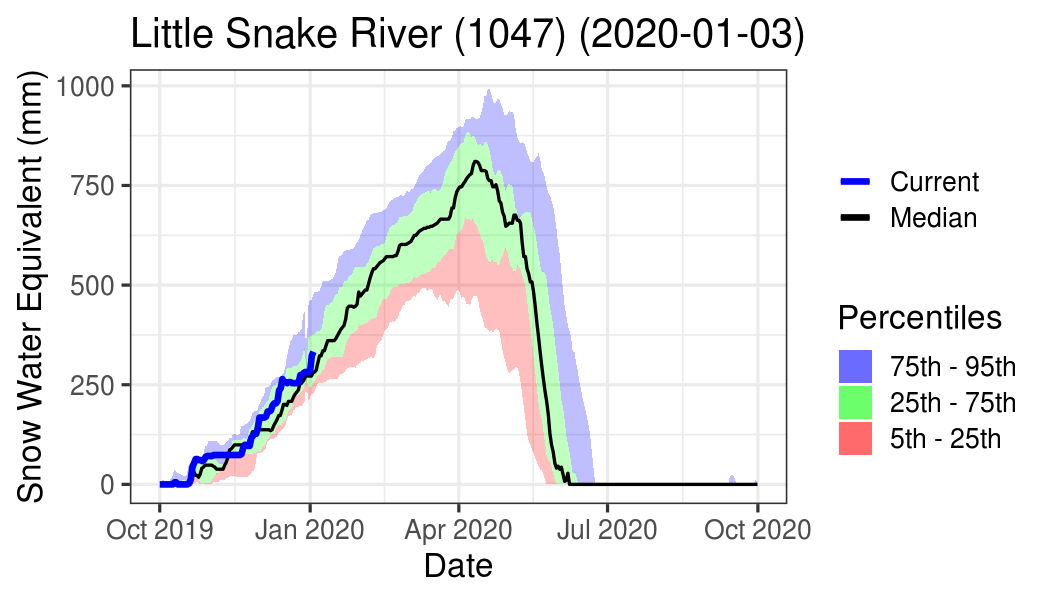 Little Snake River (1047) (2020-01-03)
Snow Water Equivalent (mm)
1000
750
500
250
0
Oct 2019 Jan 2020 Apr 2020 Jul 2020 Oct 2020
Date
Current
Median
Percentiles
75th - 95th
25th - 75th
5th - 25th